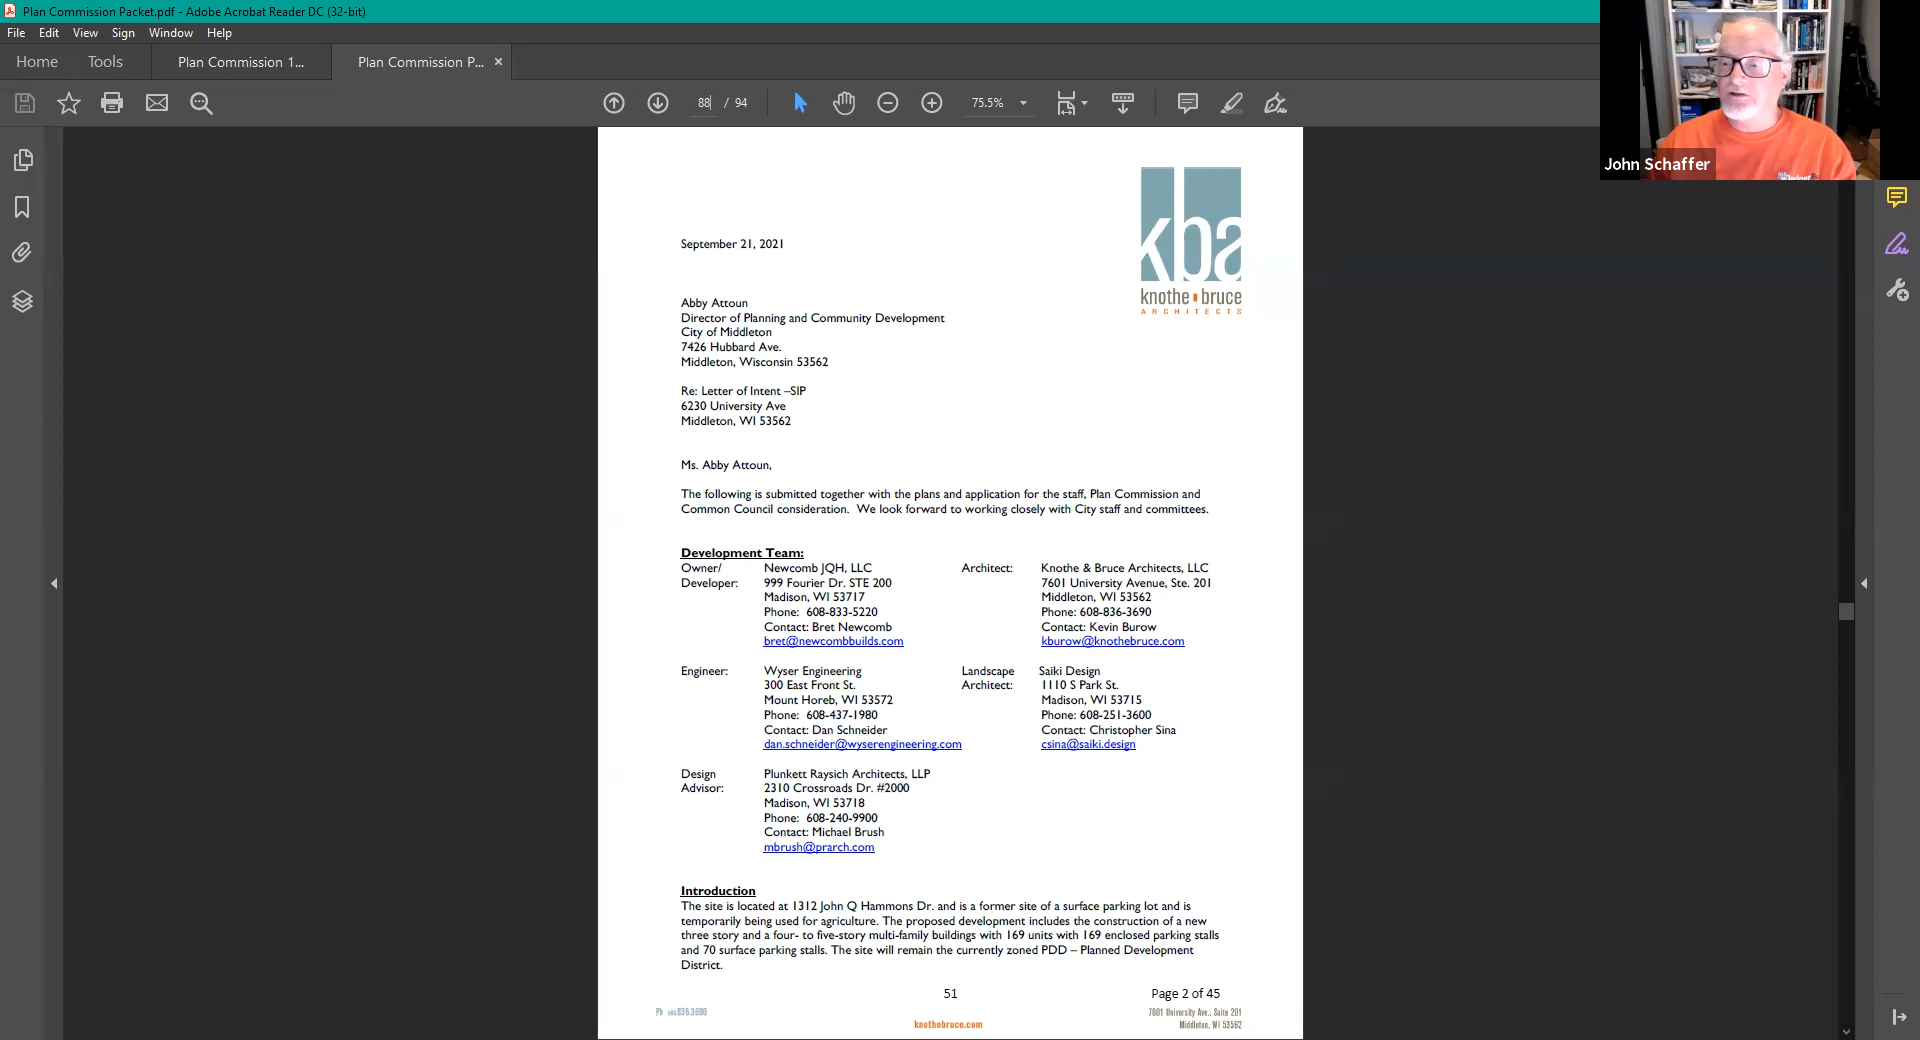 Plan Commission Packet.pdf - Adobe Acrobat Reader DC (32-bit)
File Edit View Sign Window Help
Home Tools Plan Commission 1... Plan Commission P... ×
88 / 94 75.5%
John Schaffer
kba
knothe bruce
ARCHITECTS
September 21, 2021
Abby Attoun
Director of Planning and Community Development
City of Middleton
7426 Hubbard Ave.
Middleton, Wisconsin 53562
Re: Letter of Intent –SIP
6230 University Ave
Middleton, WI 53562
Ms. Abby Attoun,
The following is submitted together with the plans and application for the staff, Plan Commission and
Common Council consideration. We look forward to working closely with City staff and committees.
Development Team:
Owner/ Newcomb JQH, LLC Architect: Knothe & Bruce Architects, LLC
Developer: 999 Fourier Dr. STE 200 7601 University Avenue, Ste. 201
Madison, WI 53717 Middleton, WI 53562
Phone: 608-833-5220 Phone: 608-836-3690
Contact: Bret Newcomb Contact: Kevin Burow
bret@newcombbuilds.com kburow@knothebruce.com
Engineer: Wyser Engineering Landscape Saiki Design
300 East Front St. Architect: 1110 S Park St.
Mount Horeb, WI 53572 Madison, WI 53715
Phone: 608-437-1980 Phone: 608-251-3600
Contact: Dan Schneider Contact: Christopher Sina
dan.schneider@wyserengineering.com csina@saiki.design
Design Plunkett Raysich Architects, LLP
Advisor: 2310 Crossroads Dr. #2000
Madison, WI 53718
Phone: 608-240-9900
Contact: Michael Brush
mbrush@prarch.com
Introduction
The site is located at 1312 John Q Hammons Dr. and is a former site of a surface parking lot and is
temporarily being used for agriculture. The proposed development includes the construction of a new
three story and a four- to five-story multi-family buildings with 169 units with 169 enclosed parking stalls
and 70 surface parking stalls. The site will remain the currently zoned PDD – Planned Development
District.
51 Page 2 of 45
Ph 608.836.3690 7601 University Ave., Suite 201
knothebruce.com Middleton, WI 53562